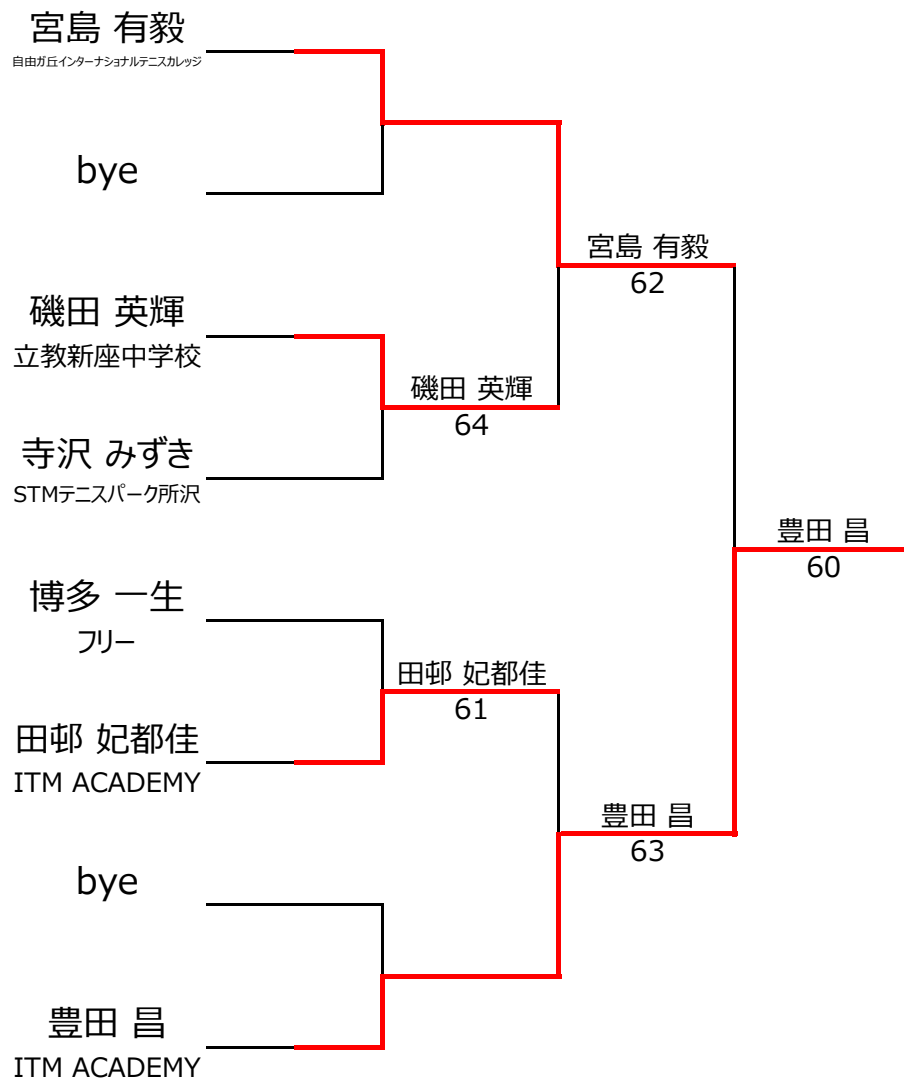 宮島 有毅
自由ガ丘インターナショナルテニスカレッジ
bye
宮島 有毅
62
磯田 英輝
立教新座中学校
磯田 英輝
64
寺沢 みずき
STMテニスパーク所沢
豊田 昌
60
博多 一生
フリー
田邨 妃都佳
61
田邨 妃都佳
ITM ACADEMY
豊田 昌
63
bye
豊田 昌
ITM ACADEMY